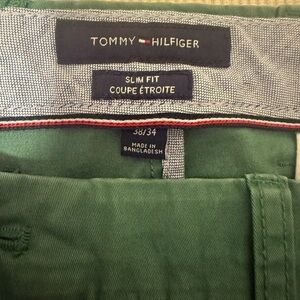 TOMMY HILFIGER
SLIM FIT
COUPE ÉTROITE
38/34
MADE IN
BANGLADESH